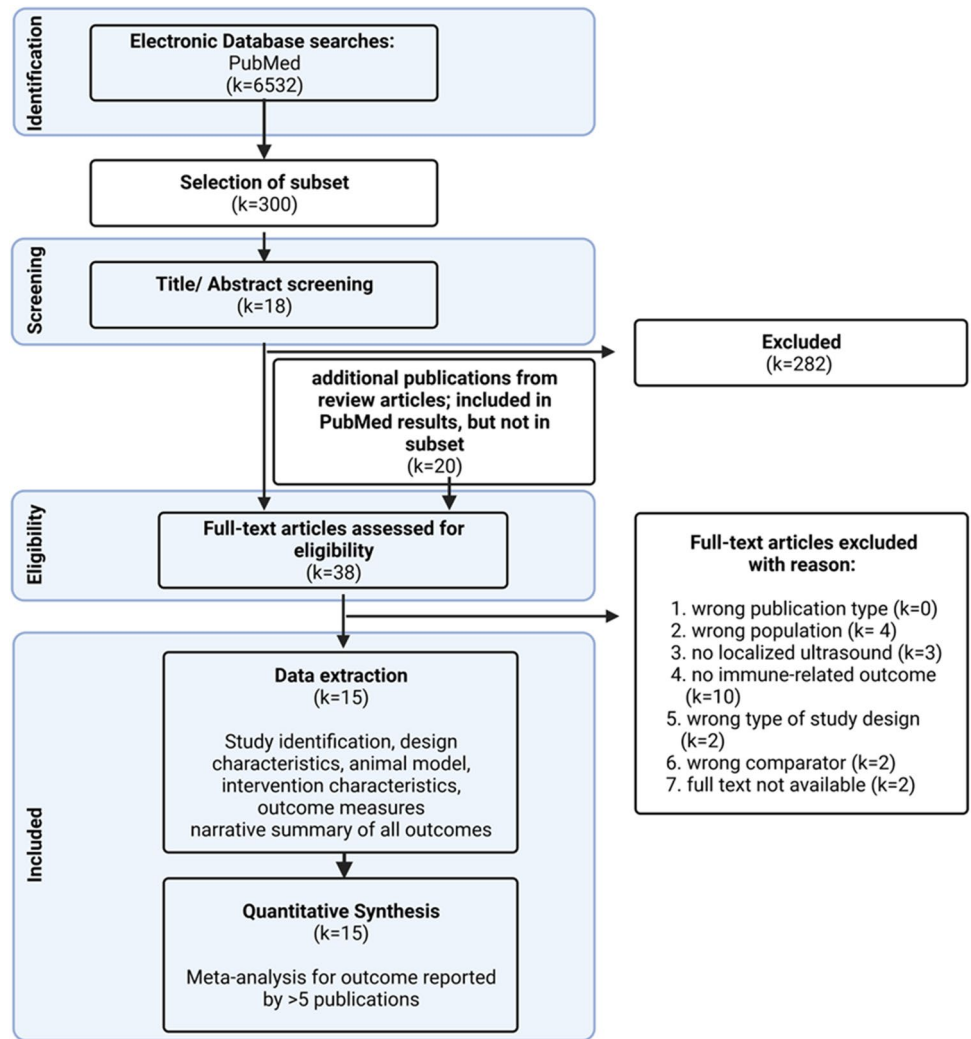 Identification
Electronic Database searches:
PubMed
(k=6532)
Selection of subset
(k=300)
Screening
Title/ Abstract screening
(k=18)
Excluded
(k=282)
additional publications from
review articles; included in
PubMed results, but not in
subset
(k=20)
Eligibility
Full-text articles assessed for
eligibility
(k=38)
Full-text articles excluded
with reason:
1. wrong publication type (k=0)
2. wrong population (k= 4)
3. no localized ultrasound (k=3)
4. no immune-related outcome
(k=10)
5. wrong type of study design
(k=2)
6. wrong comparator (k=2)
7. full text not available (k=2)
Included
Data extraction
(k=15)
Study identification, design
characteristics, animal model,
intervention characteristics,
outcome measures
narrative summary of all outcomes
Quantitative Synthesis
(k=15)
Meta-analysis for outcome reported
by >5 publications